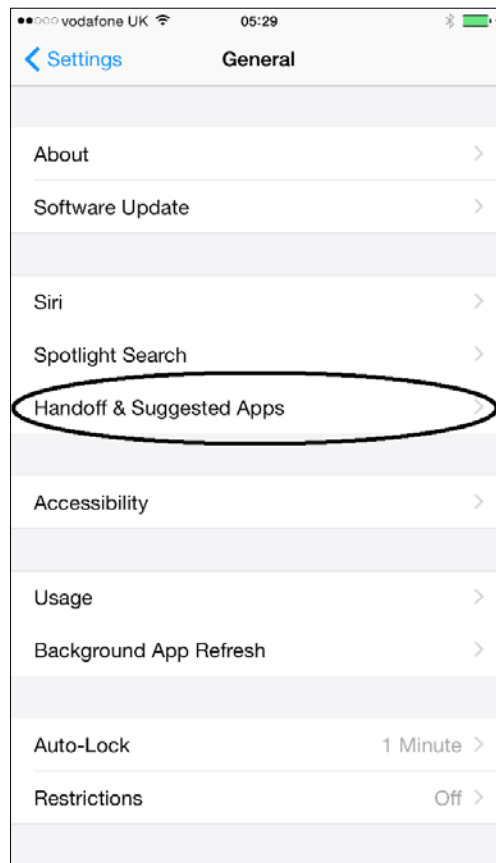 vodafone UK 05:29
Settings General
About
Software Update
Siri
Spotlight Search
Handoff & Suggested Apps
Accessibility
Usage
Background App Refresh
Auto-Lock 1 Minute
Restrictions Off